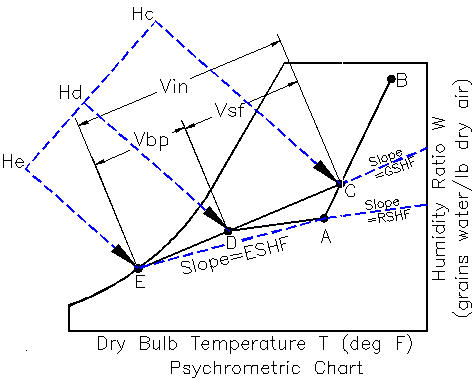 Hc
Hd
He
Vin
Vbp
Vsf
B
C
D
A
E
Slope
=GSHF
Slope
=RSHF
Slope=ESHF
Humidity Ratio W
(grains water/lb dry air)
Dry Bulb Temperature T (deg F)
Psychrometric Chart